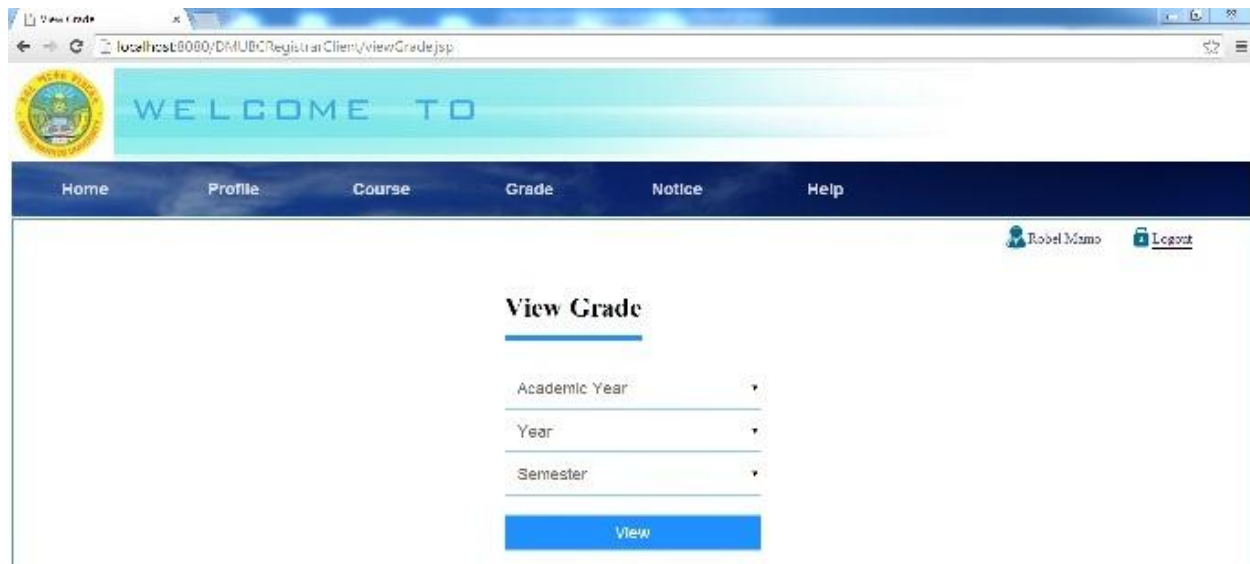 View Grade
localhost:8080/DMUBCRegistrarClient/viewGrade.jsp
WELCOME TO
Home Profile Course Grade Notice Help
Robel Mamo Logout
View Grade
Academic Year
Year
Semester
View